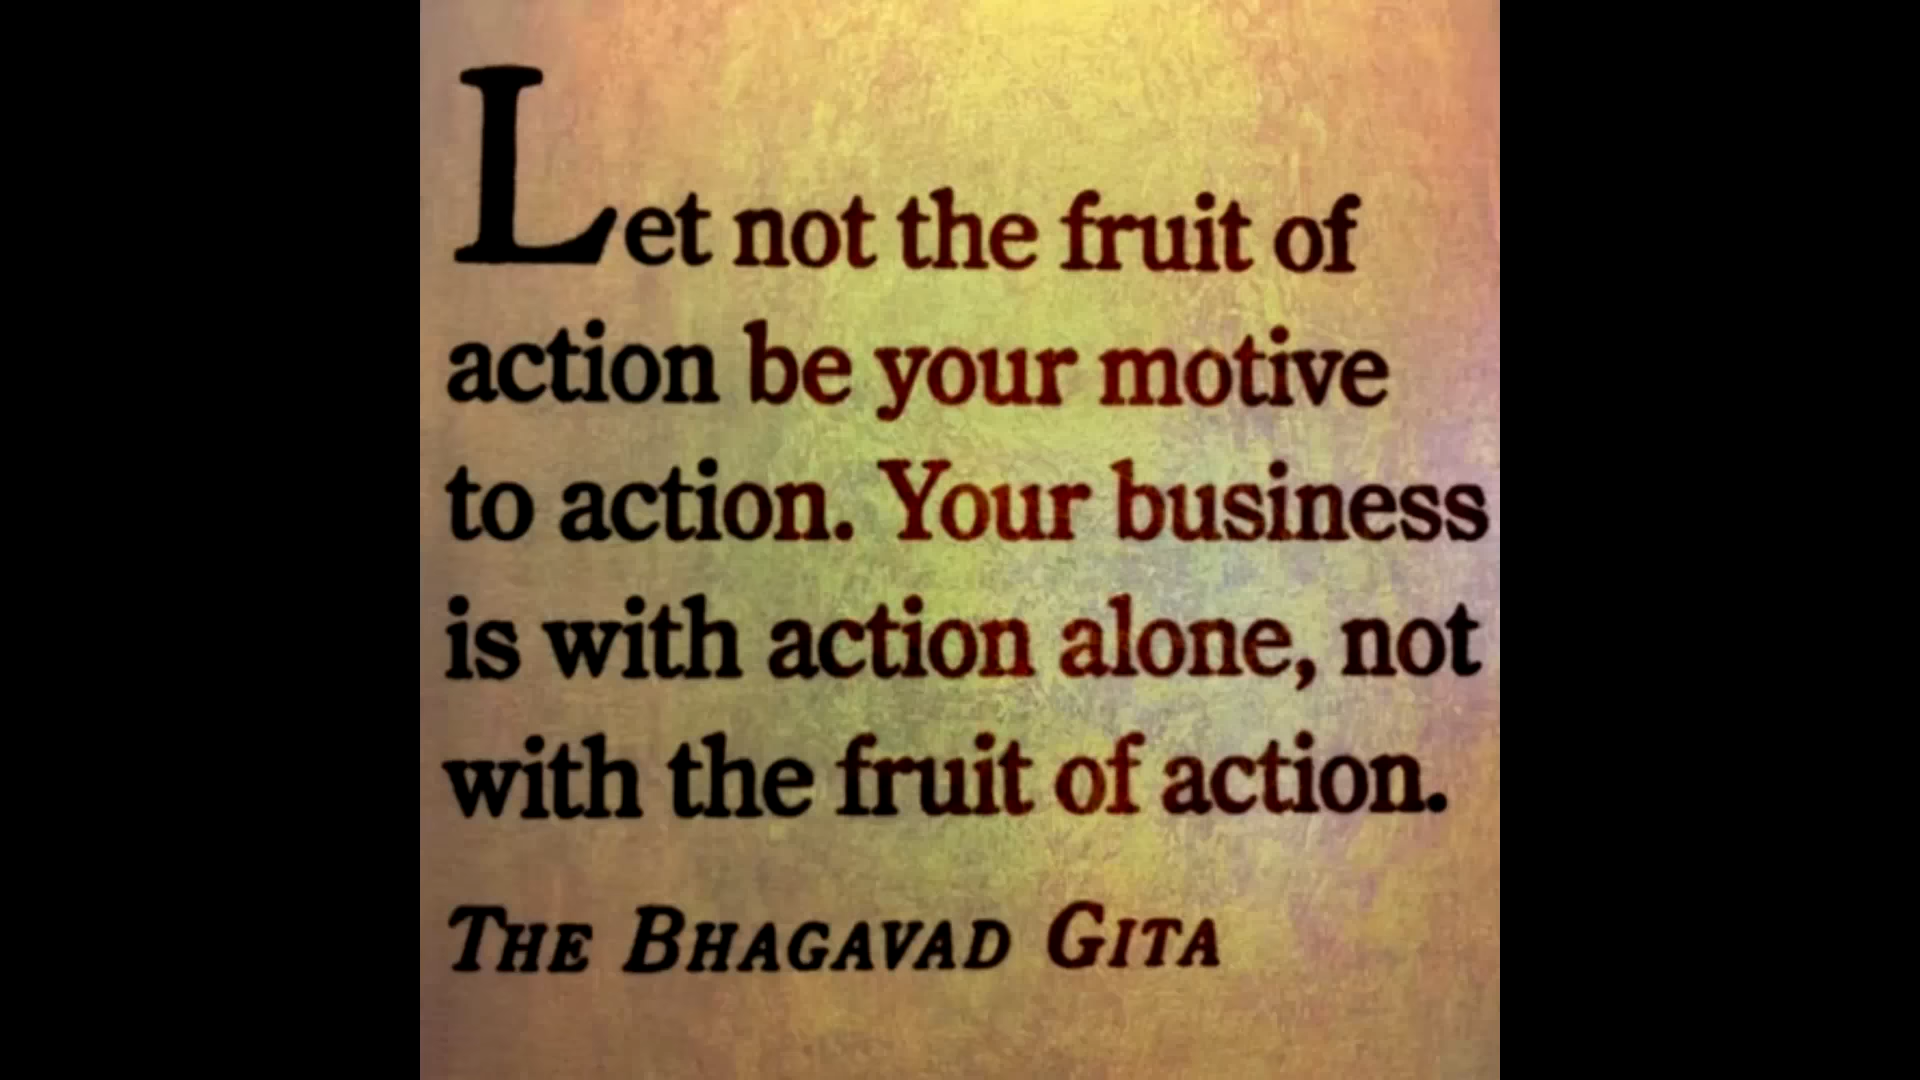 Let not the fruit of
action be your motive
to action. Your business
is with action alone, not
with the fruit of action.
THE BHAGAVAD GITA